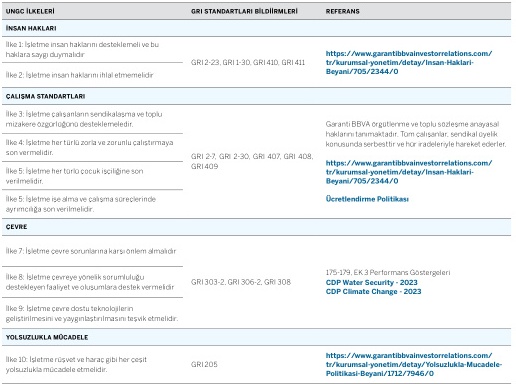 UNGC İLKELERİ
GRI STANDARTLARI BİLDİİRMLERİ
REFERANS
İNSAN HAKLARI
İlke 1: İşletme insan haklarını desteklemeli ve bu
haklara saygı duymalıdır
İlke 2: İşletme insan haklarını ihlal etmemelidir
GRI 2-23, GRI 1-30, GRI 410, GRI 411
https://www.garantibbvainvestorrelations.com/
tr/kurumsal-yonetim/detay/Insan-Haklari-
Beyani/705/2344/0
ÇALIŞMA STANDARTLARI
İlke 3: İşletme çalışanların sendikalaşma ve toplu
müzakere özgürlüğünü desteklemeledir.
İlke 4: İşletme her türlü zorla ve zorunlu çalıştırmaya
son vermelidir.
İlke 5: İşletme her türlü çocuk işçiliğine son
verilmelidir.
İlke 5: İşletme işe alma ve çalışma süreçlerinde
ayrımcılığa son verilmelidir.
GRI 2-7, GRI 2-30, GRI 407, GRI 408,
GRI 409
Garanti BBVA örgütlenme ve toplu sözleşme anayasal
haklarını tanımaktadır. Tüm çalışanlar, sendikal üyelik
konusunda serbesttir ve hür iradeleriyle hareket ederler.
https://www.garantibbvainvestorrelations.com/
tr/kurumsal-yonetim/detay/Insan-Haklari-
Beyani/705/2344/0
Ücretlendirme Politikası
ÇEVRE
İlke 7: İşletme çevre sorunlarına karşı önlem almalıdır
İlke 8: İşletme çevreye yönelik sorumluluğu
destekleyen faaliyet ve oluşumlara destek vermelidir
İlke 9: İşletme çevre dostu teknolojilerin
geliştirilmesini ve yaygınlaştırılmasını teşvik etmelidir.
GRI 303-2, GRI 306-2, GRI 308
175-179, EK 3 Performans Göstergeleri
CDP Water Security - 2023
CDP Climate Change - 2023
YOLSUZLUKLA MÜCADELE
İlke 10: İşletme rüşvet ve haraç gibi her çeşit
yolsuzlukla mücadele etmelidir.
GRI 205
https://www.garantibbvainvestorrelations.com/
tr/kurumsal-yonetim/detay/Yolsuzlukla-Mucadele-
Politikasi-Beyani/1712/7946/0